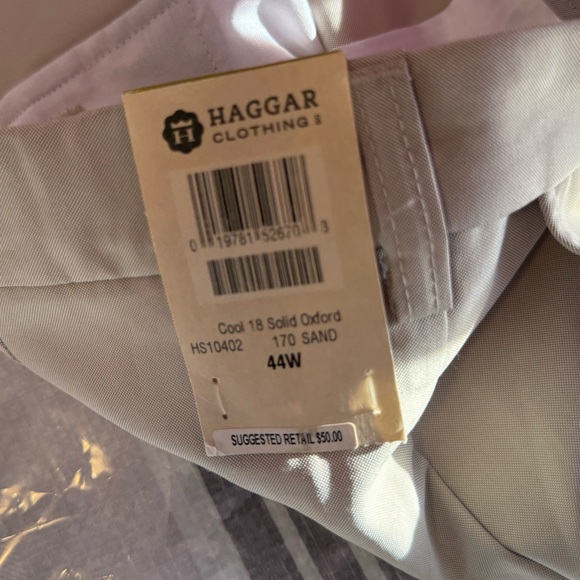 H
HAGGAR
CLOTHING
0 19781 52670 3
Cool 18 Solid Oxford
HS10402 170 SAND
44W
SUGGESTED RETAIL $50.00